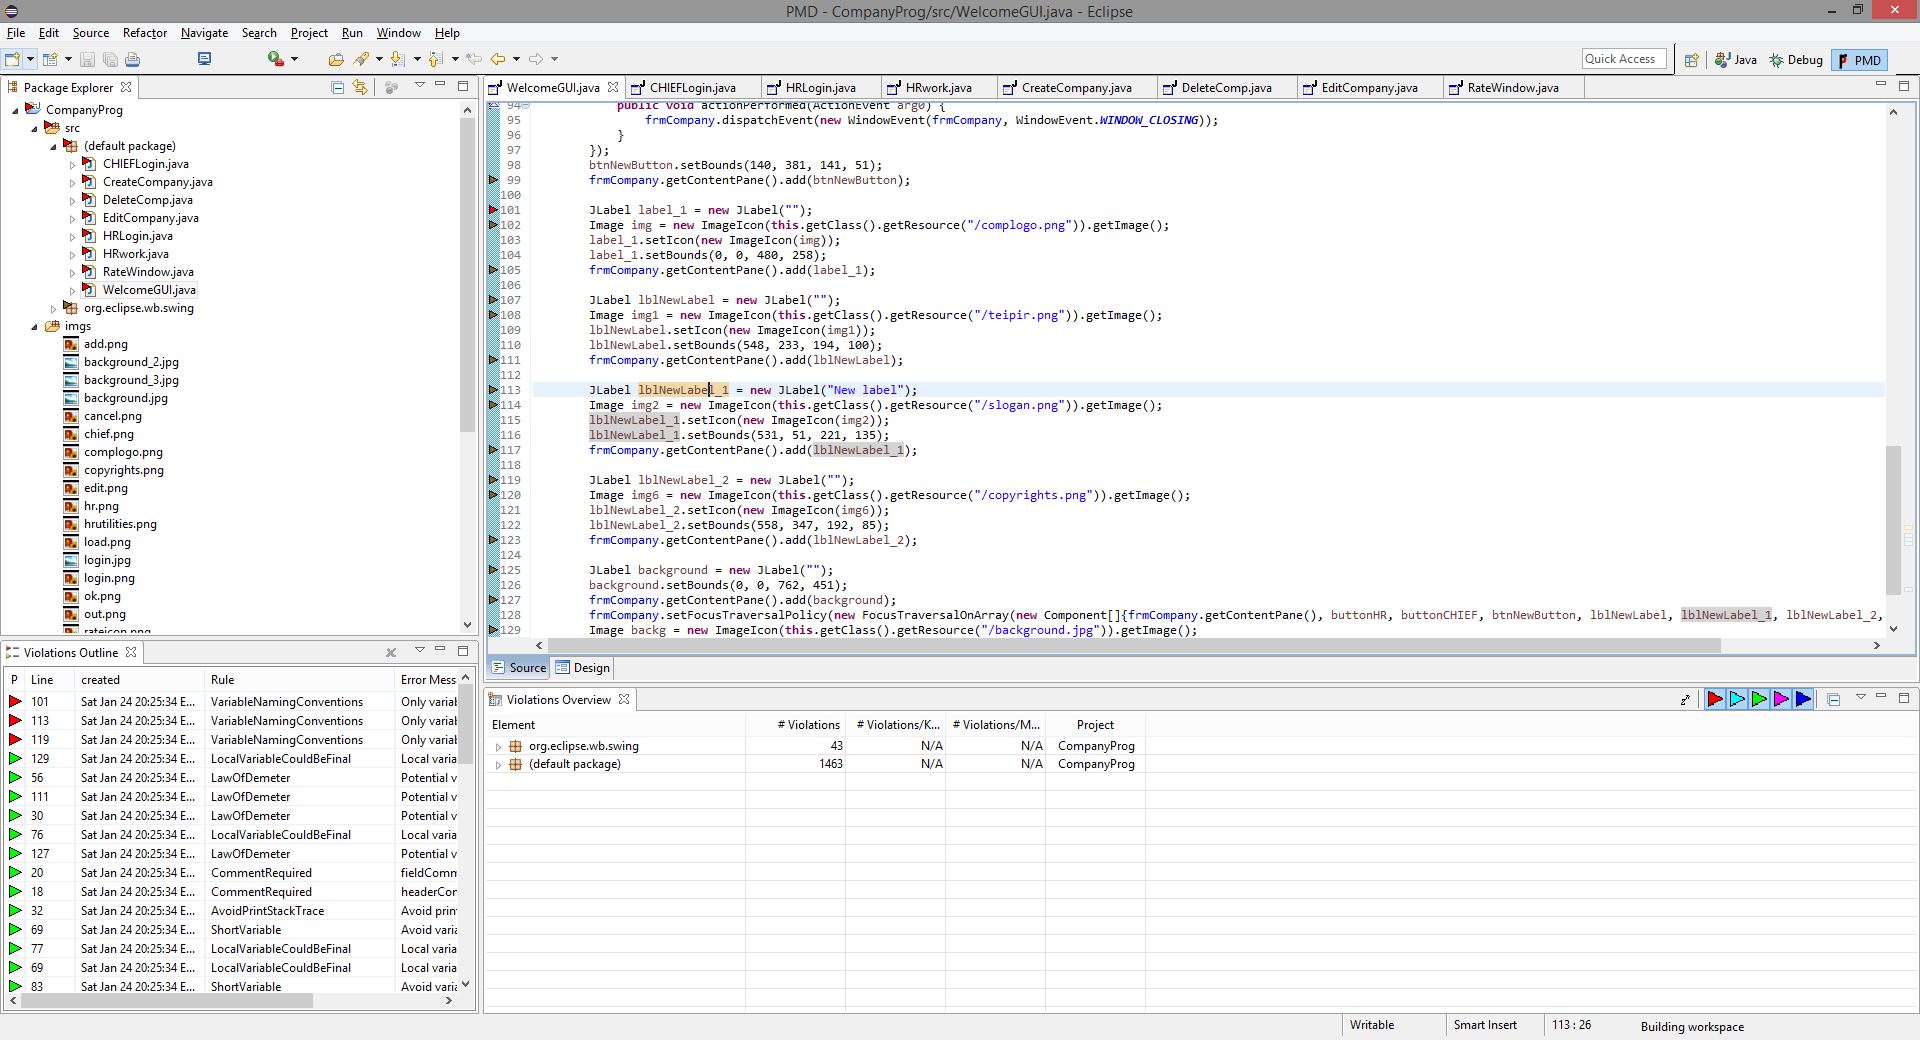 PMD - CompanyProg/src/WelcomeGUI.java - Eclipse
File Edit Source Refactor Navigate Search Project Run Window Help
Quick Access
Java Debug PMD
Package Explorer
CompanyProg
src
(default package)
CHIEFLogin.java
CreateCompany.java
DeleteComp.java
EditCompany.java
HRLogin.java
HRwork.java
RateWindow.java
WelcomeGUI.java
org.eclipse.wb.swing
imgs
add.png
background_2.jpg
background_3.jpg
background.jpg
cancel.png
chief.png
complogo.png
copyrights.png
edit.png
hr.png
hrutilities.png
load.png
login.jpg
login.png
ok.png
out.png
rateicon.png
WelcomeGUI.java CHIEFLogin.java HRLogin.java HRwork.java CreateCompany.java DeleteComp.java EditCompany.java RateWindow.java
94 public void actionPerformed(ActionEvent arg0) {
95 frmCompany.dispatchEvent(new WindowEvent(frmCompany, WindowEvent.WINDOW_CLOSING));
96 }
97 });
98 btnNewButton.setBounds(140, 381, 141, 51);
99 frmCompany.getContentPane().add(btnNewButton);
100
101 JLabel label_1 = new JLabel("");
102 Image img = new ImageIcon(this.getClass().getResource("/complogo.png")).getImage();
103 label_1.setIcon(new ImageIcon(img));
104 label_1.setBounds(0, 0, 480, 258);
105 frmCompany.getContentPane().add(label_1);
106
107 JLabel lblNewLabel = new JLabel("");
108 Image img1 = new ImageIcon(this.getClass().getResource("/teipir.png")).getImage();
109 lblNewLabel.setIcon(new ImageIcon(img1));
110 lblNewLabel.setBounds(548, 233, 194, 100);
111 frmCompany.getContentPane().add(lblNewLabel);
112
113 JLabel lblNewLabel_1 = new JLabel("New label");
114 Image img2 = new ImageIcon(this.getClass().getResource("/slogan.png")).getImage();
115 lblNewLabel_1.setIcon(new ImageIcon(img2));
116 lblNewLabel_1.setBounds(531, 51, 221, 135);
117 frmCompany.getContentPane().add(lblNewLabel_1);
118
119 JLabel lblNewLabel_2 = new JLabel("");
120 Image img6 = new ImageIcon(this.getClass().getResource("/copyrights.png")).getImage();
121 lblNewLabel_2.setIcon(new ImageIcon(img6));
122 lblNewLabel_2.setBounds(558, 347, 192, 85);
123 frmCompany.getContentPane().add(lblNewLabel_2);
124
125 JLabel background = new JLabel("");
126 background.setBounds(0, 0, 762, 451);
127 frmCompany.getContentPane().add(background);
128 frmCompany.setFocusTraversalPolicy(new FocusTraversalOnArray(new Component[]{frmCompany.getContentPane(), buttonHR, buttonCHIEF, btnNewButton, lblNewLabel, lblNewLabel_1, lblNewLabel_2,
129 Image backg = new ImageIcon(this.getClass().getResource("/background.jpg")).getImage();
Source Design
Violations Outline
P Line created Rule Error Mess
101 Sat Jan 24 20:25:34 E... VariableNamingConventions Only variab
113 Sat Jan 24 20:25:34 E... VariableNamingConventions Only variab
119 Sat Jan 24 20:25:34 E... VariableNamingConventions Only variab
129 Sat Jan 24 20:25:34 E... LocalVariableCouldBeFinal Local varia
56 Sat Jan 24 20:25:34 E... LawOfDemeter Potential v
111 Sat Jan 24 20:25:34 E... LawOfDemeter Potential v
30 Sat Jan 24 20:25:34 E... LawOfDemeter Potential v
76 Sat Jan 24 20:25:34 E... LocalVariableCouldBeFinal Local varia
127 Sat Jan 24 20:25:34 E... LawOfDemeter Potential v
20 Sat Jan 24 20:25:34 E... CommentRequired fieldComm
18 Sat Jan 24 20:25:34 E... CommentRequired headerCor
32 Sat Jan 24 20:25:34 E... AvoidPrintStackTrace Avoid prin
69 Sat Jan 24 20:25:34 E... ShortVariable Avoid varia
77 Sat Jan 24 20:25:34 E... LocalVariableCouldBeFinal Local varia
69 Sat Jan 24 20:25:34 E... LocalVariableCouldBeFinal Local varia
83 Sat Jan 24 20:25:34 E... ShortVariable Avoid varia
Violations Overview
Element # Violations # Violations/K... # Violations/M... Project
org.eclipse.wb.swing 43 N/A N/A CompanyProg
(default package) 1463 N/A N/A CompanyProg
Writable Smart Insert 113 : 26 Building workspace